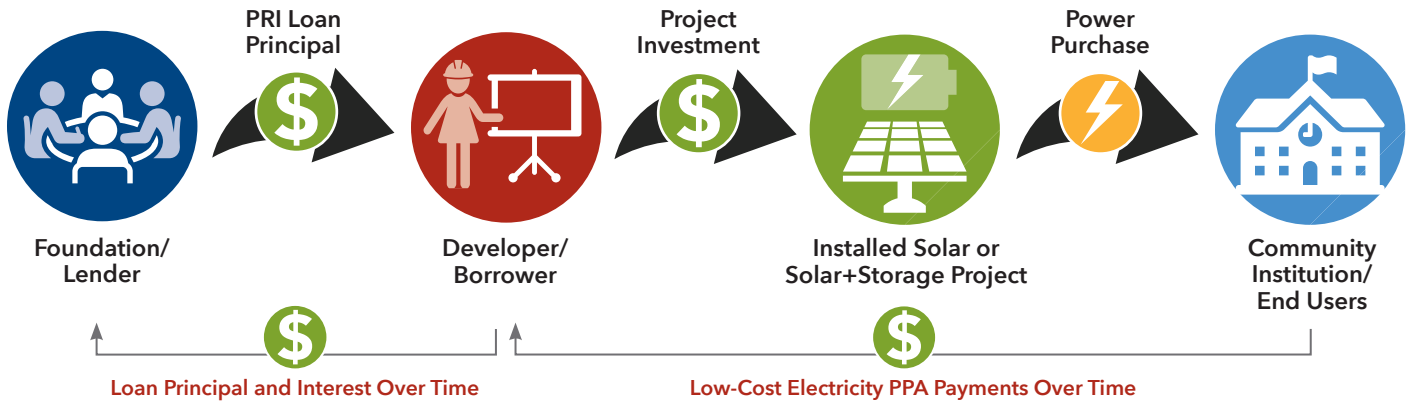 PRI Loan
Principal
$
Project
Investment
$
Power
Purchase
Foundation/
Lender
Developer/
Borrower
Installed Solar or
Solar+Storage Project
Community
Institution/
End Users
$
Loan Principal and Interest Over Time
$
Low-Cost Electricity PPA Payments Over Time